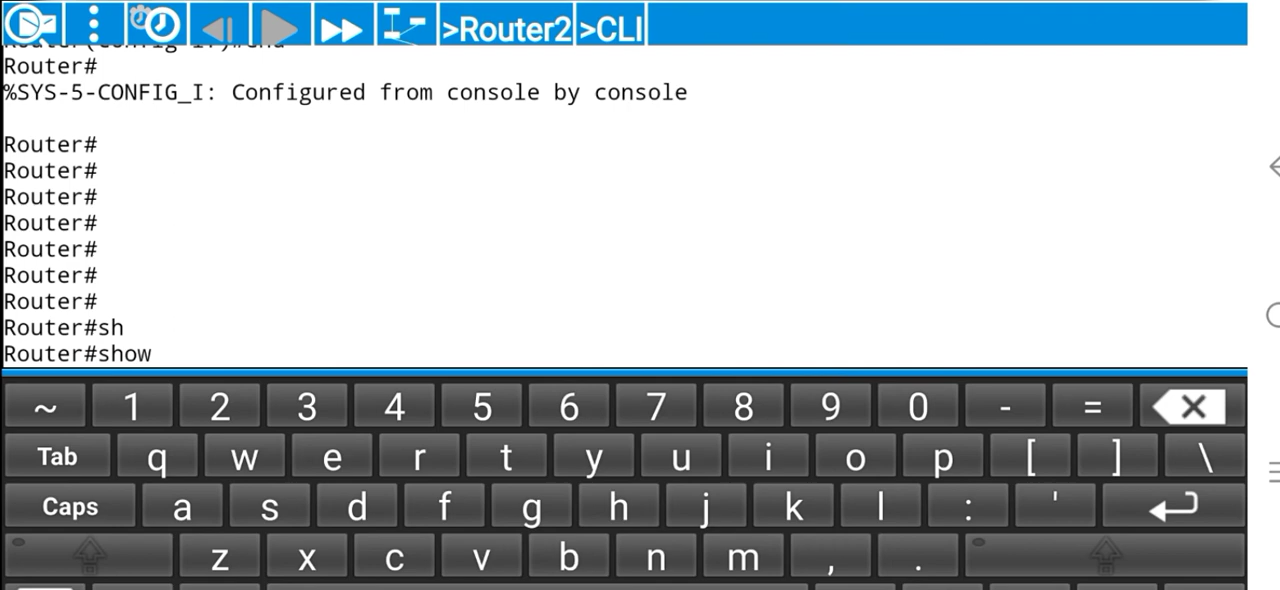 >Router2 >CLI
Router#
%SYS-5-CONFIG_I: Configured from console by console
Router#
Router#
Router#
Router#
Router#
Router#
Router#
Router#sh
Router#show
~ 1 2 3 4 5 6 7 8 9 0 - =
Tab q w e r t y u i o p [ ] \
Caps a s d f g h j k l : '
z x c v b n m , .